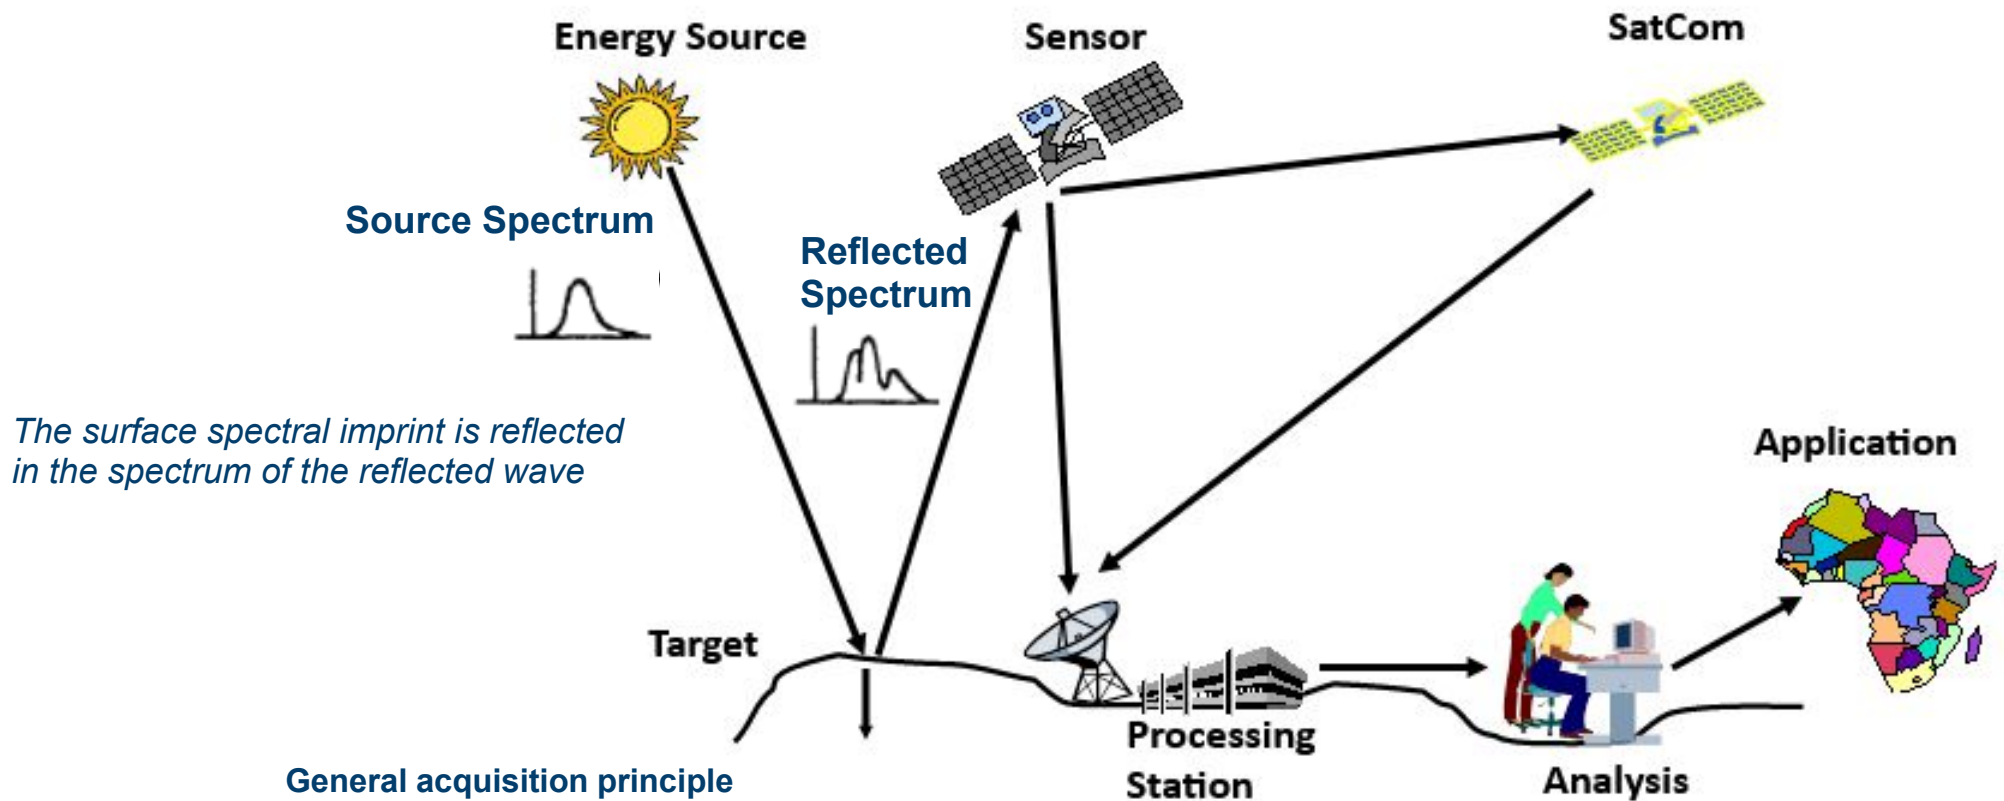 Energy Source
Sensor
SatCom
Source Spectrum
Reflected
Spectrum
The surface spectral imprint is reflected
in the spectrum of the reflected wave
Application
Target
Processing
Station
Analysis
General acquisition principle